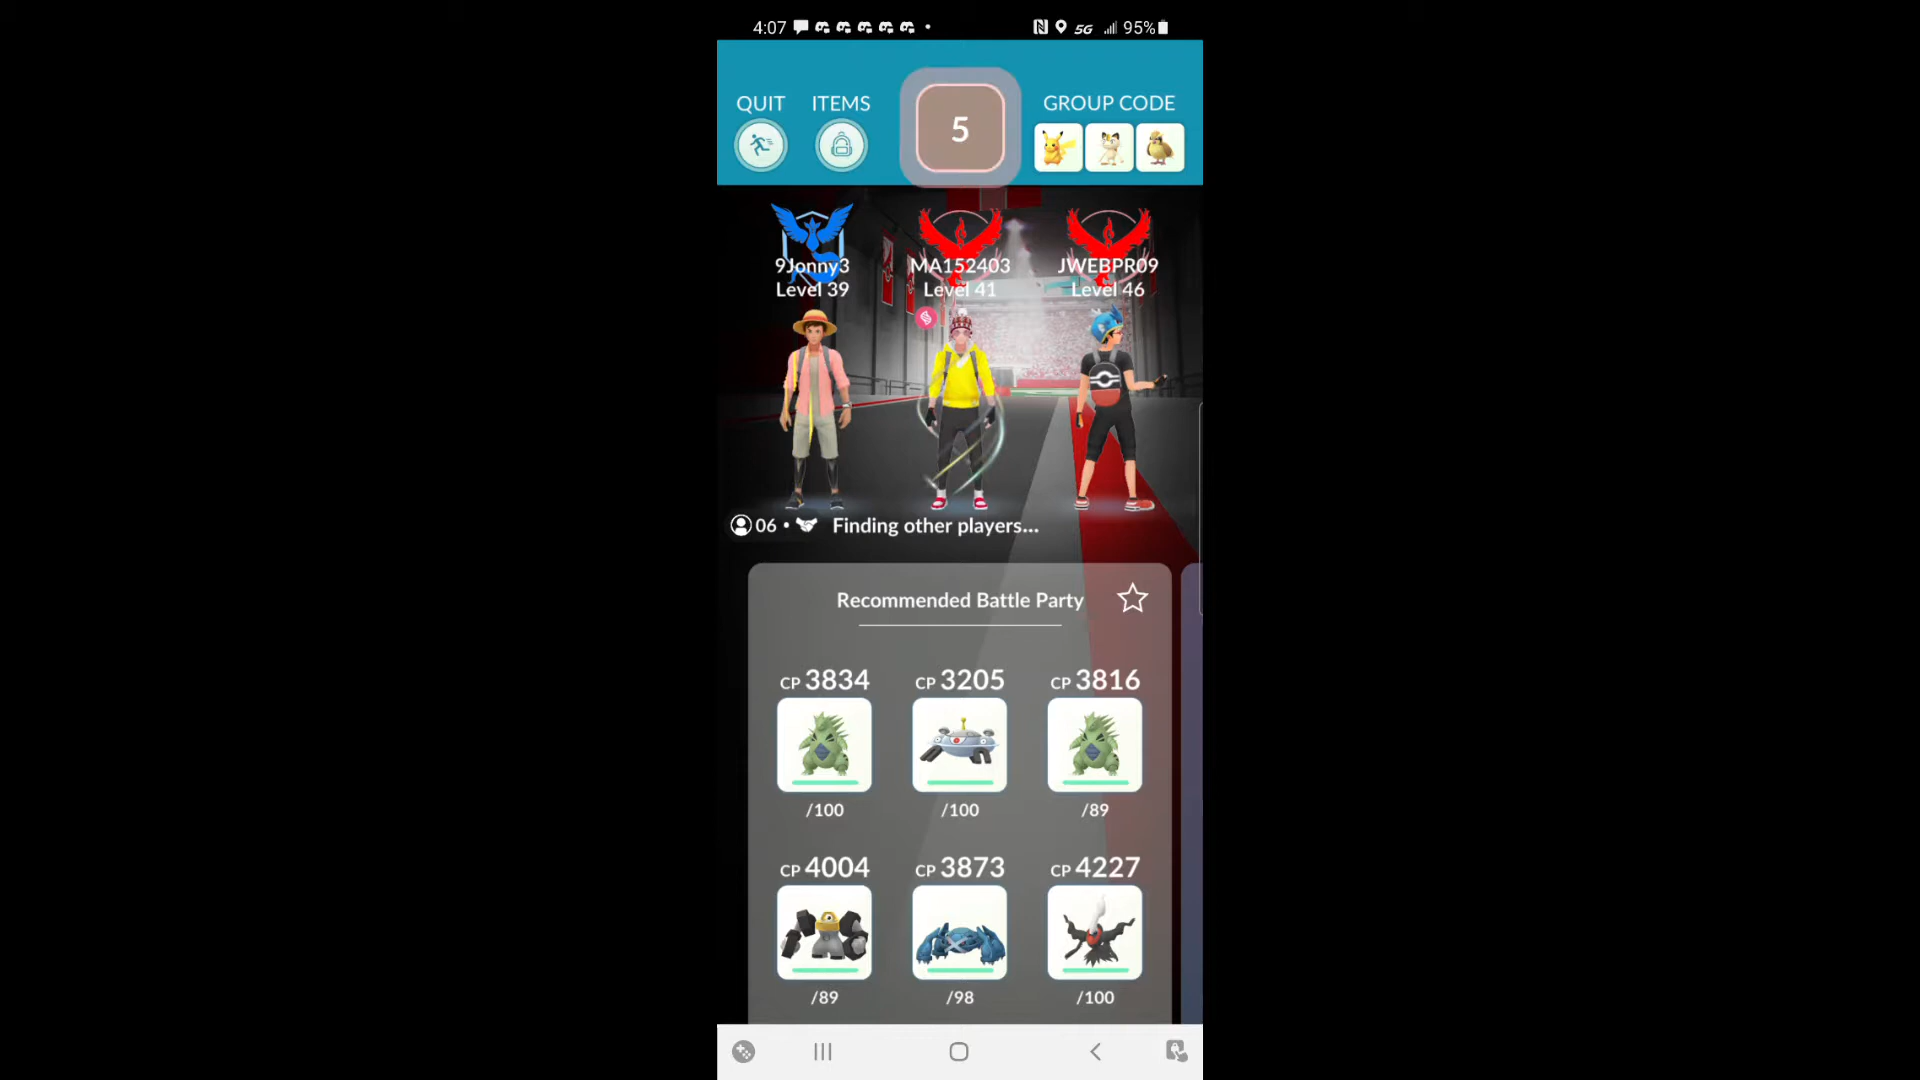 4:07 5G 95%
QUIT ITEMS 5 GROUP CODE
9Jonny3 MA152403 JWEBPR09
Level 39 Level 41 Level 46
06 • Finding other players...
Recommended Battle Party
CP 3834 CP 3205 CP 3816
/100 /100 /89
CP 4004 CP 3873 CP 4227
/89 /98 /100